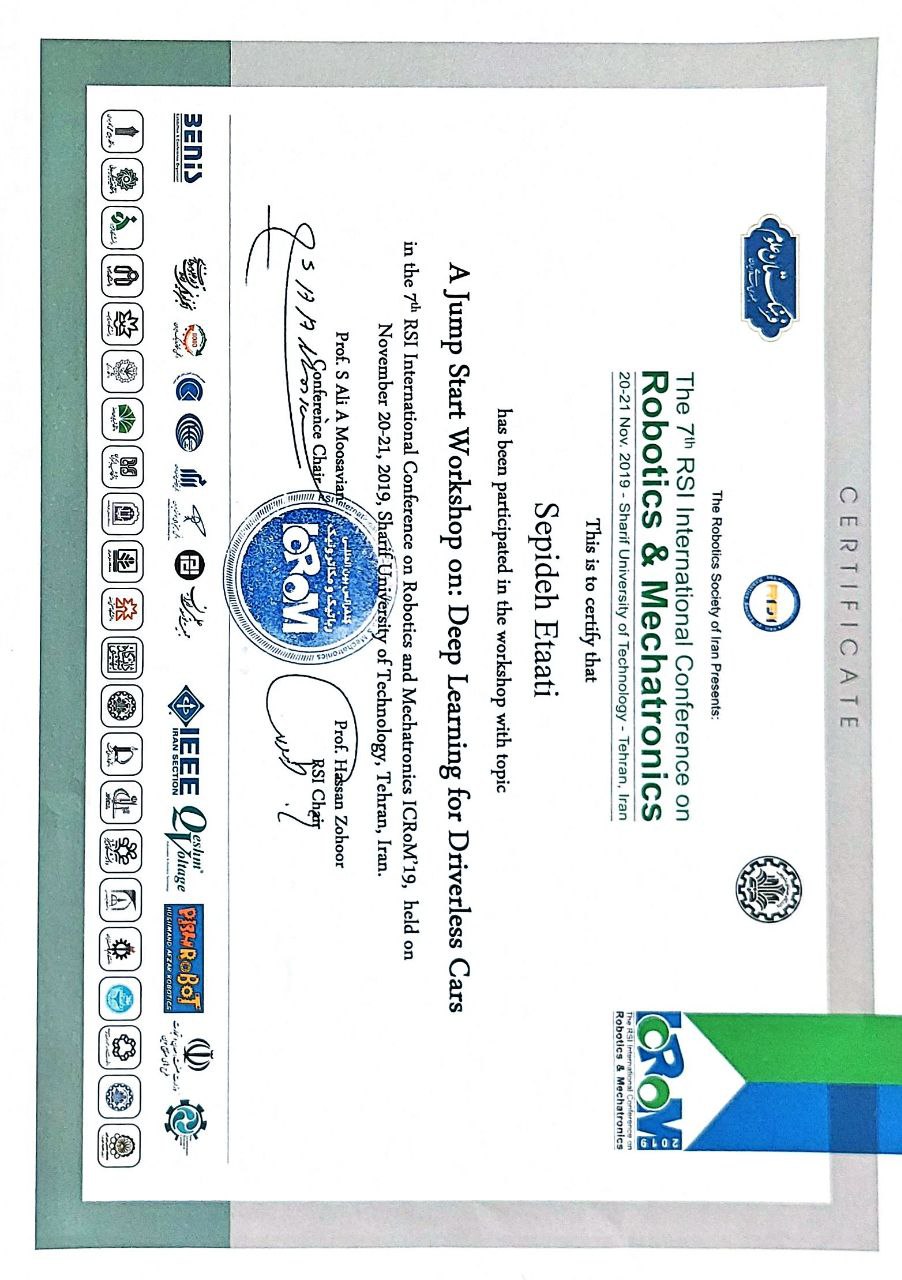 CERTIFICATE
فرهنگستان علوم
جمهوری اسلامی ایران
RSI
The Robotics Society of Iran Presents:
The 7th RSI International Conference on
Robotics & Mechatronics
20-21 Nov. 2019 - Sharif University of Technology - Tehran, Iran
ICRoM 2019
The RSI International Conference on
Robotics & Mechatronics
This is to certify that
Sepideh Etaati
has been participated in the workshop with topic
A Jump Start Workshop on: Deep Learning for Driverless Cars
in the 7th RSI International Conference on Robotics and Mechatronics ICRoM'19, held on
November 20-21, 2019, Sharif University of Technology, Tehran, Iran.
Prof. S Ali A Moosavian
Conference Chair
کنفرانس بین المللی
رباتیک و مکاترونیک
ICRoM
Prof. Hassan Zohoor
RSI Chair
BENiS
IEEE
IRAN SECTION
Qeshm Voltage
PISHROBOT
HUSHMAND AFZAR ROBOTICS